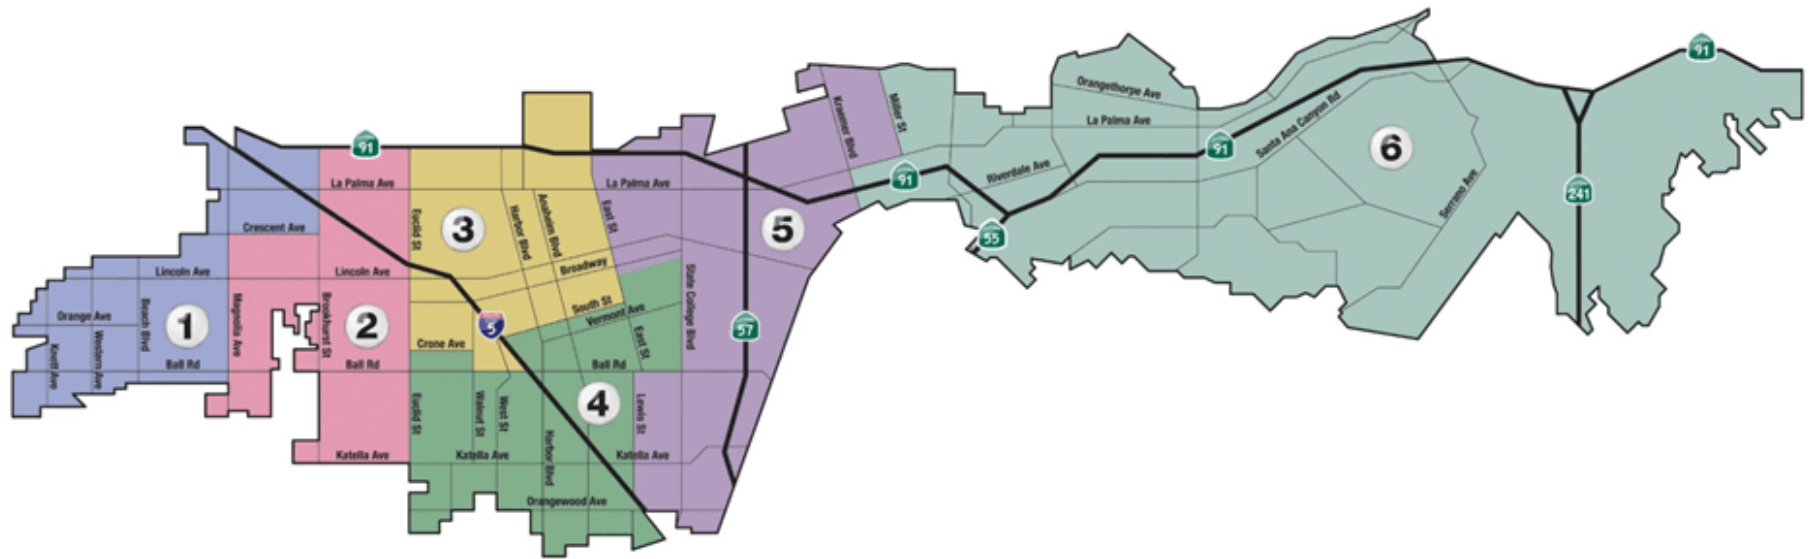 91
Orangethorpe Ave
La Palma Ave
Kraemer Blvd
Miller St
91
91
Santa Ana Canyon Rd
6
La Palma Ave
La Palma Ave
Riverdale Ave
91
Serrano Ave
241
Crescent Ave
Euclid St
3
Harbor Blvd
Anaheim Blvd
East St
5
55
Lincoln Ave
Lincoln Ave
Broadway
State College Blvd
Orange Ave
Beach Blvd
1
Magnolia Ave
Brookhurst St
2
5
South St
Vermont Ave
57
Knott Ave
Western Ave
Ball Rd
Ball Rd
Crone Ave
Ball Rd
East St
Euclid St
Walnut St
West St
4
Lewis St
Katella Ave
Katella Ave
Harbor Blvd
Katella Ave
Orangewood Ave